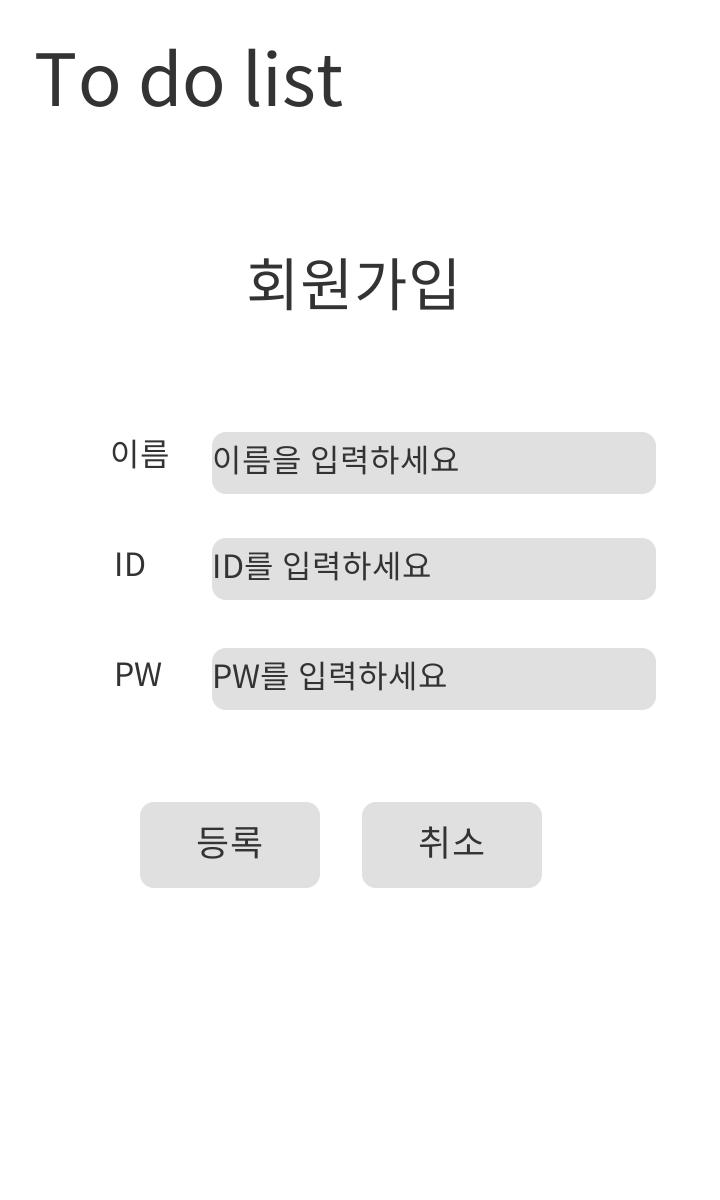 To do list
회원가입
이름 이름을 입력하세요
ID ID를 입력하세요
PW PW를 입력하세요
등록 취소